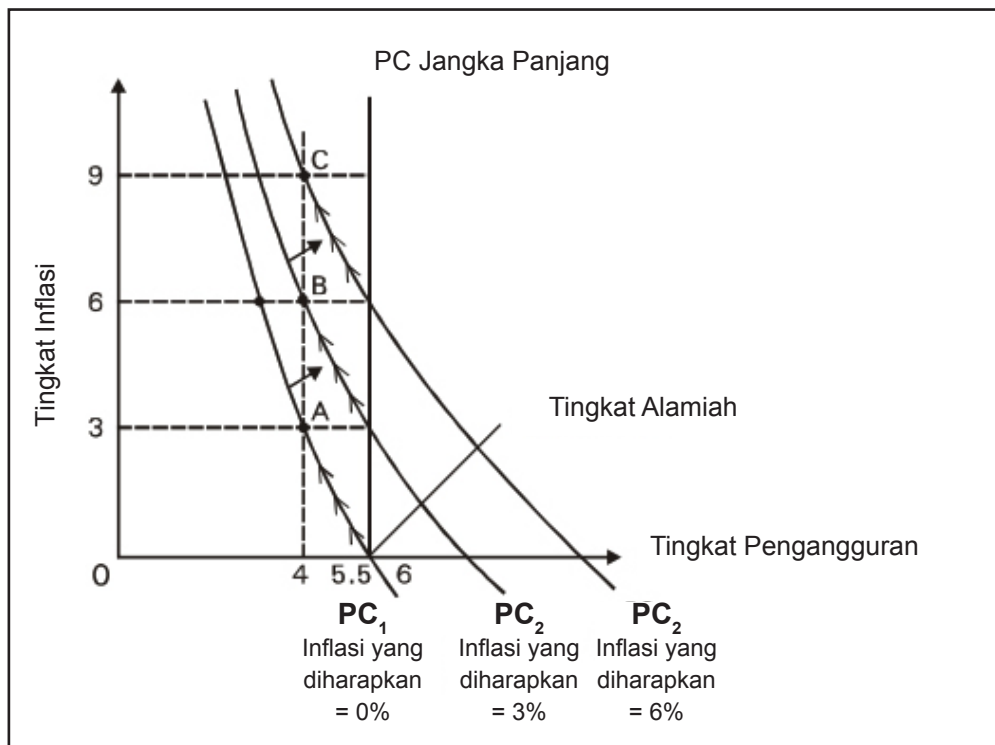 PC Jangka Panjang
Tingkat Inflasi
9
C
6
B
3
A
Tingkat Alamiah
Tingkat Pengangguran
0
4 5.5 6
PC1 PC2 PC2
Inflasi yang Inflasi yang Inflasi yang
diharapkan diharapkan diharapkan
= 0% = 3% = 6%